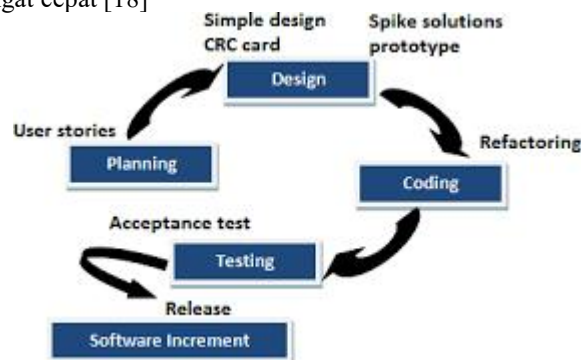 gat cepat [18]
Simple design
CRC card
Spike solutions
prototype
Design
User stories
Planning
Refactoring
Coding
Acceptance test
Testing
Release
Software Increment